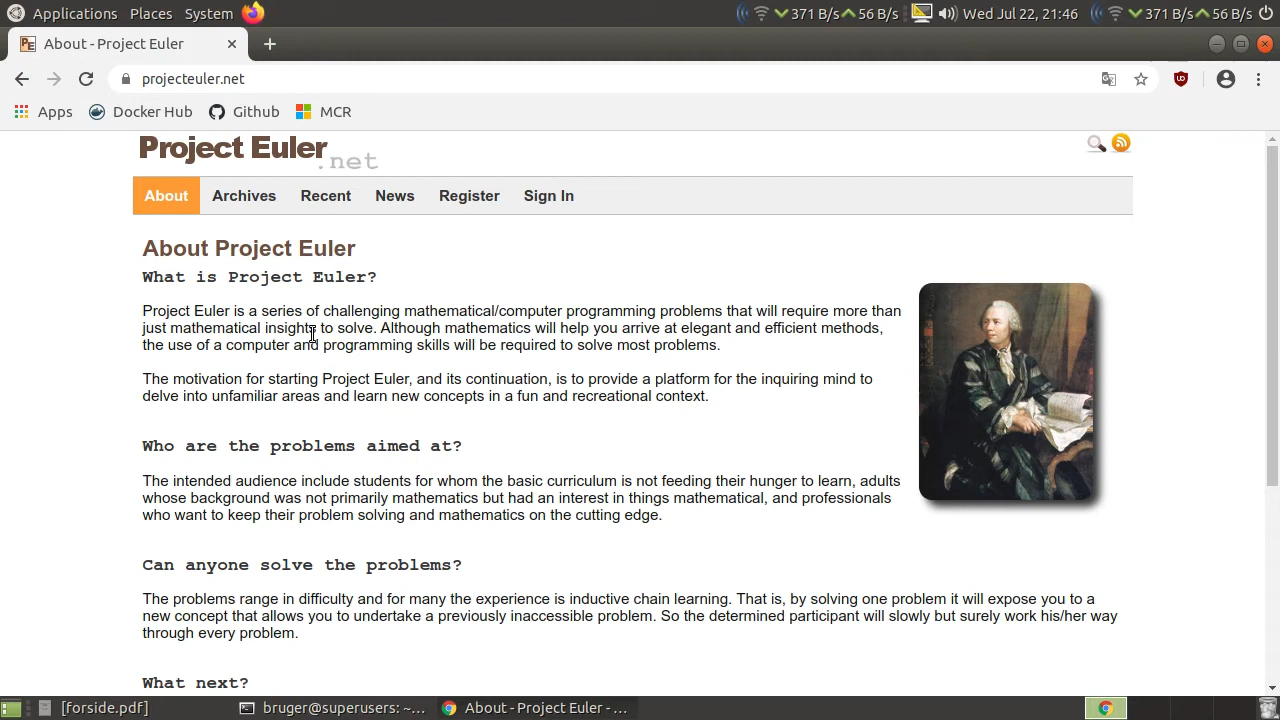 Applications Places System 371 B/s 56 B/s Wed Jul 22, 21:46 371 B/s 56 B/s
PE About - Project Euler
projecteuler.net
Apps Docker Hub Github MCR
Project Euler
.net
About Archives Recent News Register Sign In
About Project Euler
What is Project Euler?
Project Euler is a series of challenging mathematical/computer programming problems that will require more than
just mathematical insights to solve. Although mathematics will help you arrive at elegant and efficient methods,
the use of a computer and programming skills will be required to solve most problems.
The motivation for starting Project Euler, and its continuation, is to provide a platform for the inquiring mind to
delve into unfamiliar areas and learn new concepts in a fun and recreational context.
Who are the problems aimed at?
The intended audience include students for whom the basic curriculum is not feeding their hunger to learn, adults
whose background was not primarily mathematics but had an interest in things mathematical, and professionals
who want to keep their problem solving and mathematics on the cutting edge.
Can anyone solve the problems?
The problems range in difficulty and for many the experience is inductive chain learning. That is, by solving one problem it will expose you to a
new concept that allows you to undertake a previously inaccessible problem. So the determined participant will slowly but surely work his/her way
through every problem.
What next?
[forside.pdf] bruger@superusers: ~... About - Project Euler - ...